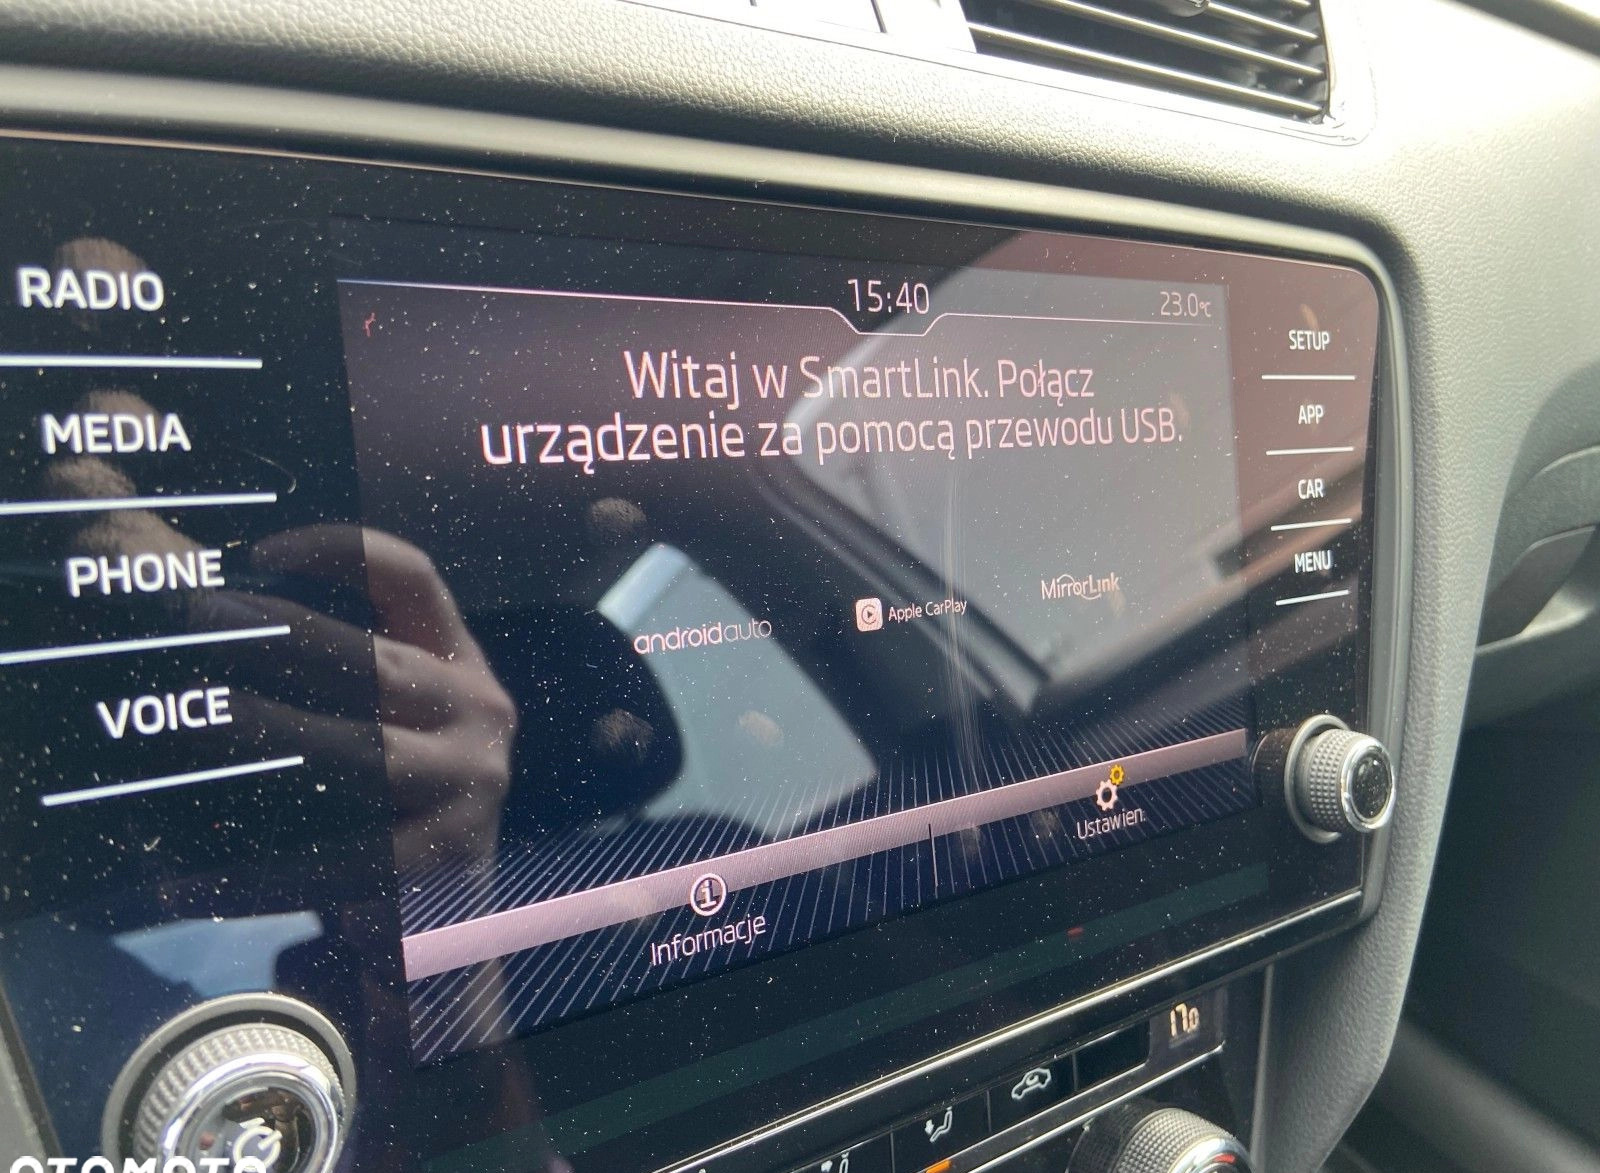 RADIO
MEDIA
PHONE
VOICE
15:40
23.0°C
Witaj w SmartLink. Połącz
urządzenie za pomocą przewodu USB.
androidauto
Apple CarPlay
MirrorLink
Informacje
Ustawien.
SETUP
APP
CAR
MENU
17.0
OTOMOTO